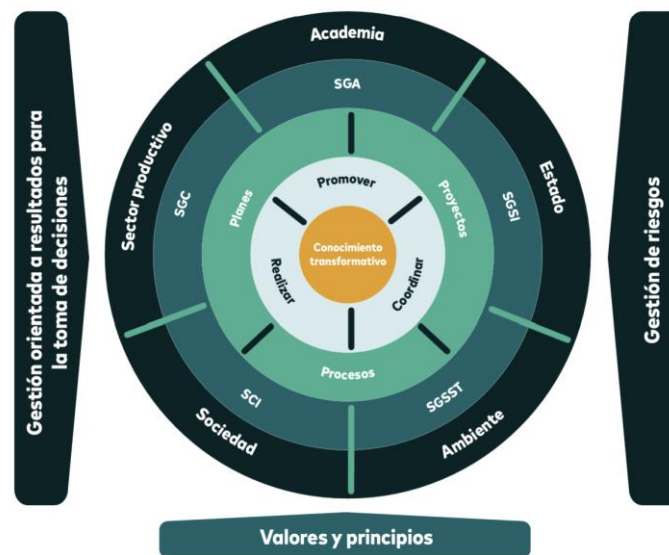 Academia
SGA
Sector productivo
SGC
Planes
Promover
Proyectos
SGSI
Estado
Conocimiento
transformativo
Realizar
Coordinar
Procesos
SCI
SGSST
Sociedad
Ambiente
Gestión orientada a resultados para
la toma de decisiones
Gestión de riesgos
Valores y principios